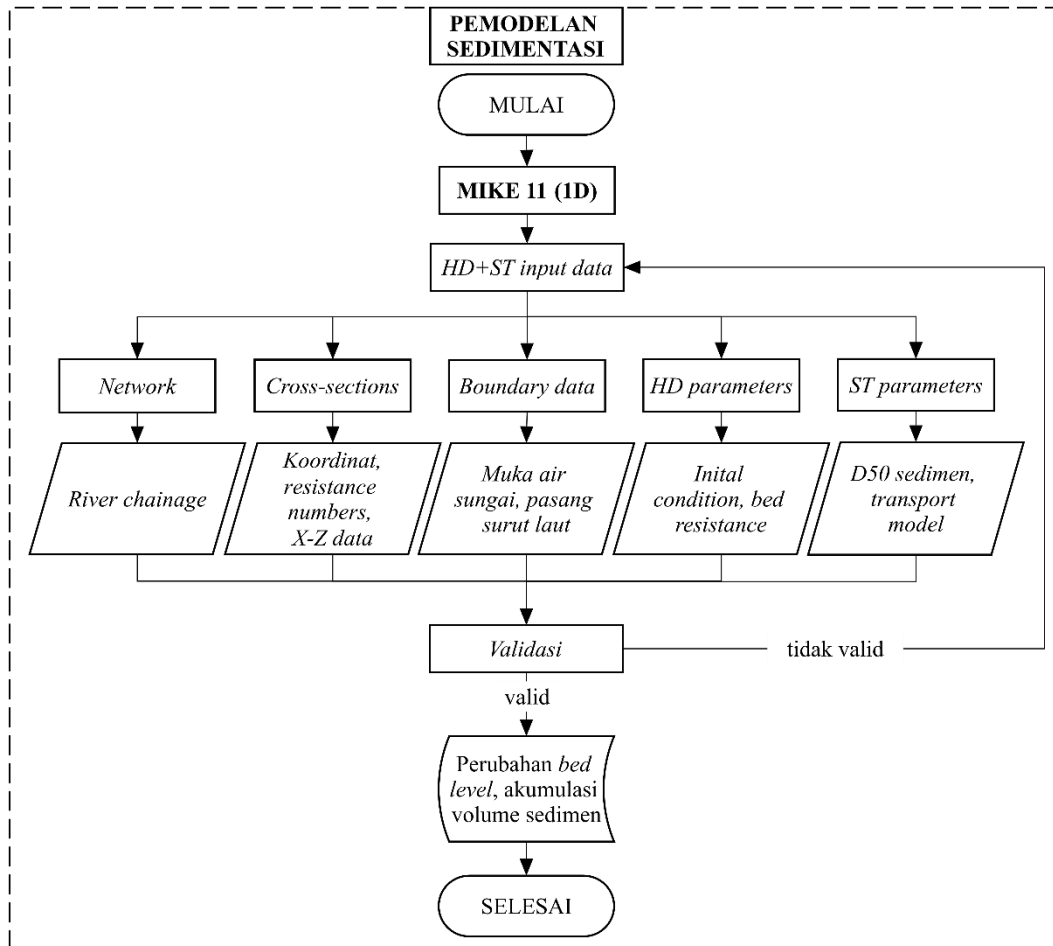 PEMODELAN
SEDIMENTASI
MULAI
MIKE 11 (1D)
HD+ST input data
Network
Cross-sections
Boundary data
HD parameters
ST parameters
River chainage
Koordinat,
resistance
numbers,
X-Z data
Muka air
sungai, pasang
surut laut
Inital
condition, bed
resistance
D50 sedimen,
transport
model
Validasi
tidak valid
valid
Perubahan bed
level, akumulasi
volume sedimen
SELESAI